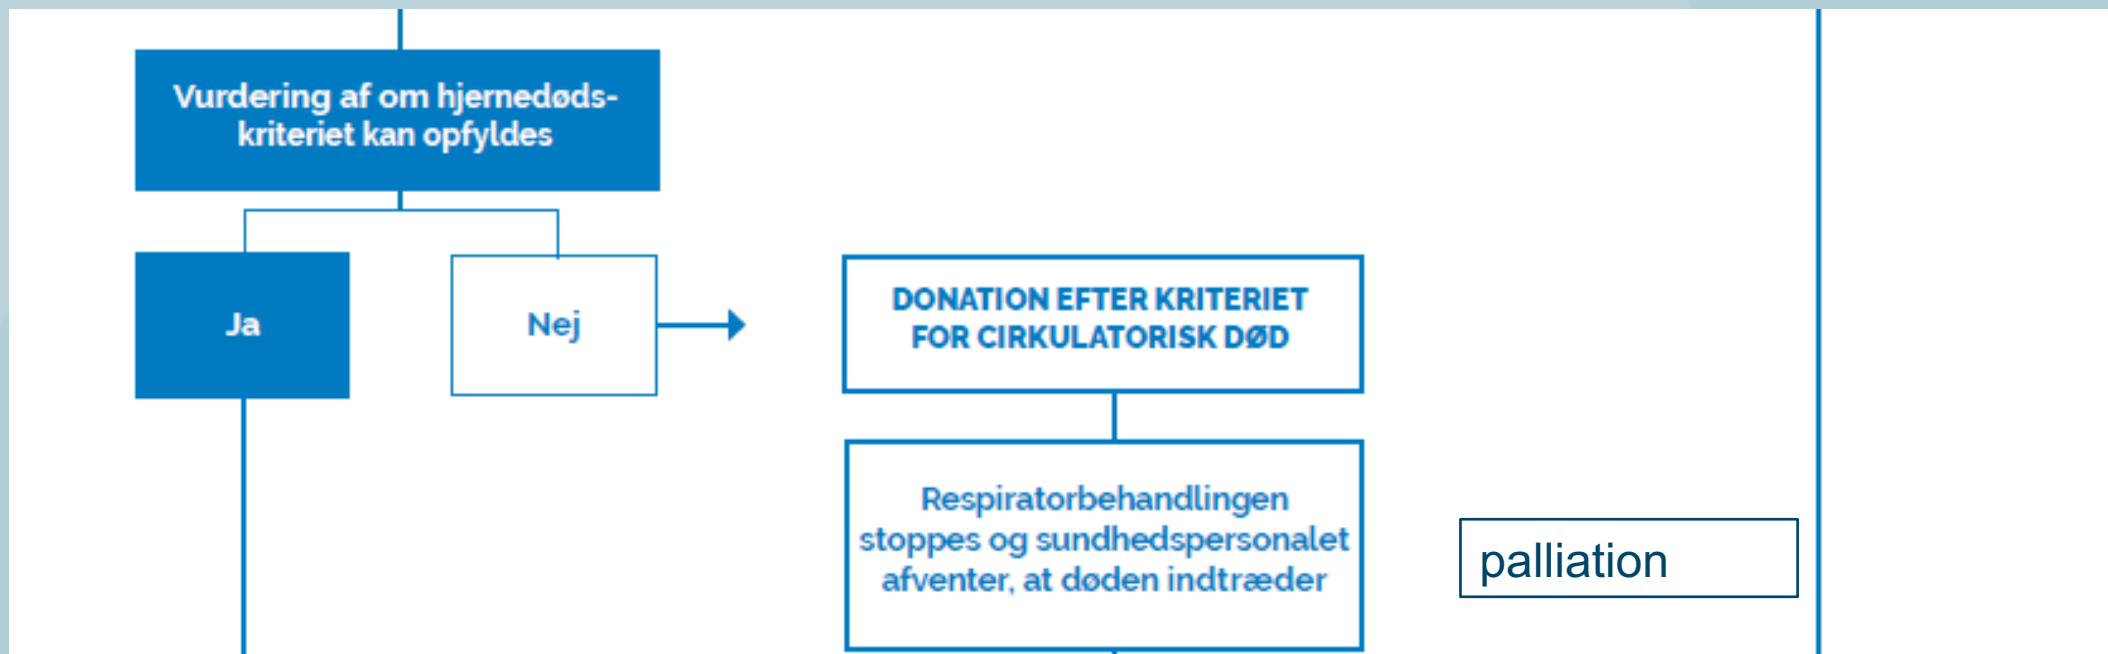 Vurdering af om hjernedøds-
kriteriet kan opfyldes
Ja
Nej
DONATION EFTER KRITERIET
FOR CIRKULATORISK DØD
Respiratorbehandlingen
stoppes og sundhedspersonalet
afventer, at døden indtræder
palliation